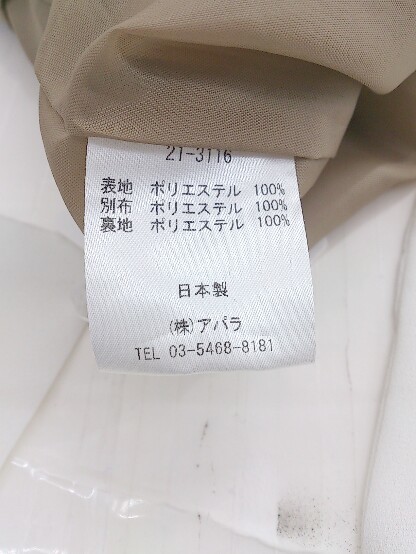 21-3116
表地 ポリエステル 100%
別布 ポリエステル 100%
裏地 ポリエステル 100%
日本製
(株)アパラ
TEL 03-5468-8181